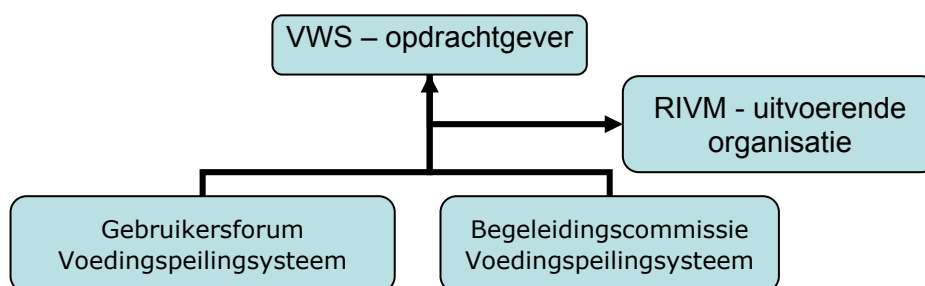 VWS – opdrachtgever
RIVM - uitvoerende
organisatie
Gebruikersforum
Voedingspeilingsysteem
Begeleidingscommissie
Voedingspeilingsysteem